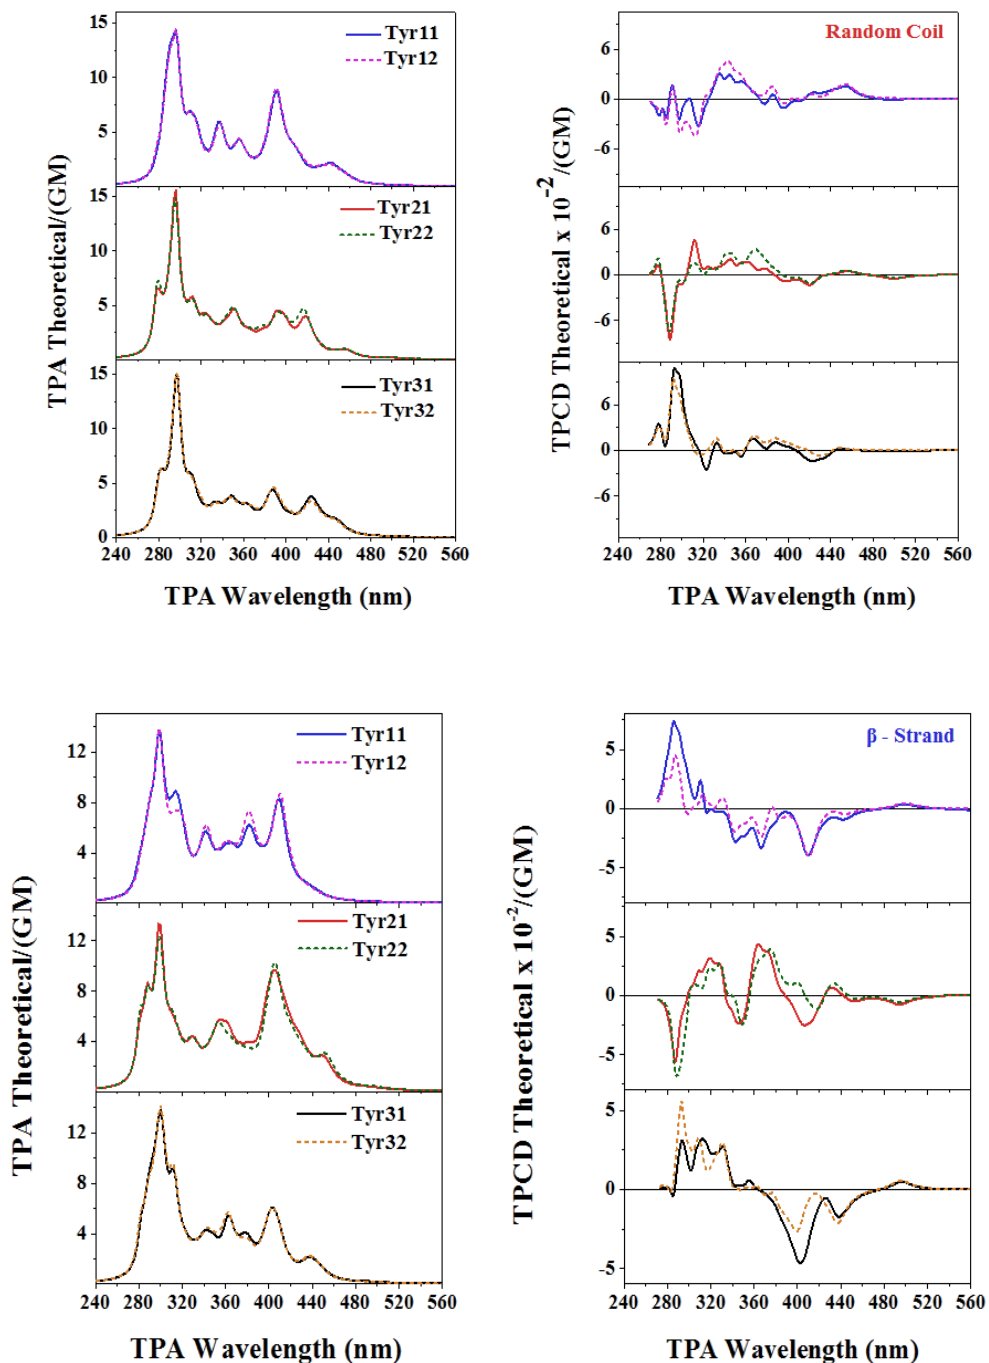 15
10
5
Tyr11
Tyr12
15
10
5
Tyr21
Tyr22
15
10
5
0
Tyr31
Tyr32
240 280 320 360 400 440 480 520 560
TPA Wavelength (nm)
TPA Theoretical/(GM)
6
0
-6
Random Coil
6
0
-6
6
0
-6
240 280 320 360 400 440 480 520 560
TPA Wavelength (nm)
TPCD Theoretical x 10-2/(GM)
12
8
4
Tyr11
Tyr12
12
8
4
Tyr21
Tyr22
12
8
4
Tyr31
Tyr32
240 280 320 360 400 440 480 520 560
TPA Wavelength (nm)
TPA Theoretical/(GM)
5
0
-5
β - Strand
5
0
-5
5
0
-5
240 280 320 360 400 440 480 520 560
TPA Wavelength (nm)
TPCD Theoretical x 10-2/(GM)